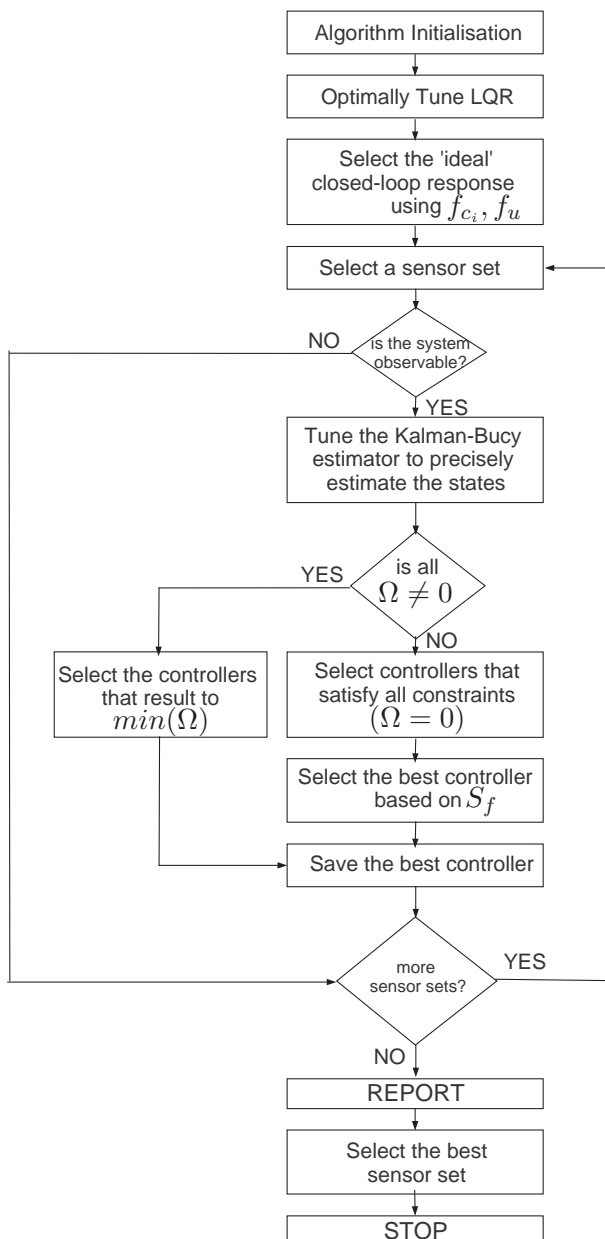 Algorithm Initialisation
Optimally Tune LQR
Select the 'ideal'
closed-loop response
using $f_{c_i}, f_u$
Select a sensor set
NO
is the system
observable?
YES
Tune the Kalman-Bucy
estimator to precisely
estimate the states
YES
is all
$\Omega \neq 0$
NO
Select the controllers
that result to
$min(\Omega)$
Select controllers that
satisfy all constraints
$(\Omega = 0)$
Select the best controller
based on $S_f$
Save the best controller
more
sensor sets?
YES
NO
REPORT
Select the best
sensor set
STOP